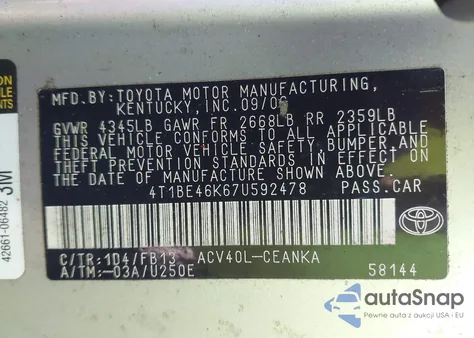 MFD.BY: TOYOTA MOTOR MANUFACTURING,
KENTUCKY, INC. 09/06
GVWR 4345LB GAWR FR 2668LB RR 2359LB
THIS VEHICLE CONFORMS TO ALL APPLICABLE
FEDERAL MOTOR VEHICLE SAFETY, BUMPER, AND
THEFT PREVENTION STANDARDS IN EFFECT ON
THE DATE OF MANUFACTURE SHOWN ABOVE.
4T1BE46K67U592478 PASS.CAR
C/TR: 1D4/FB13 ACV40L-CEANKA
A/TM: -03A/U250E
58144
TOYOTA
42661-06482 3M
autoSnap
Pewne auta z USA i EU